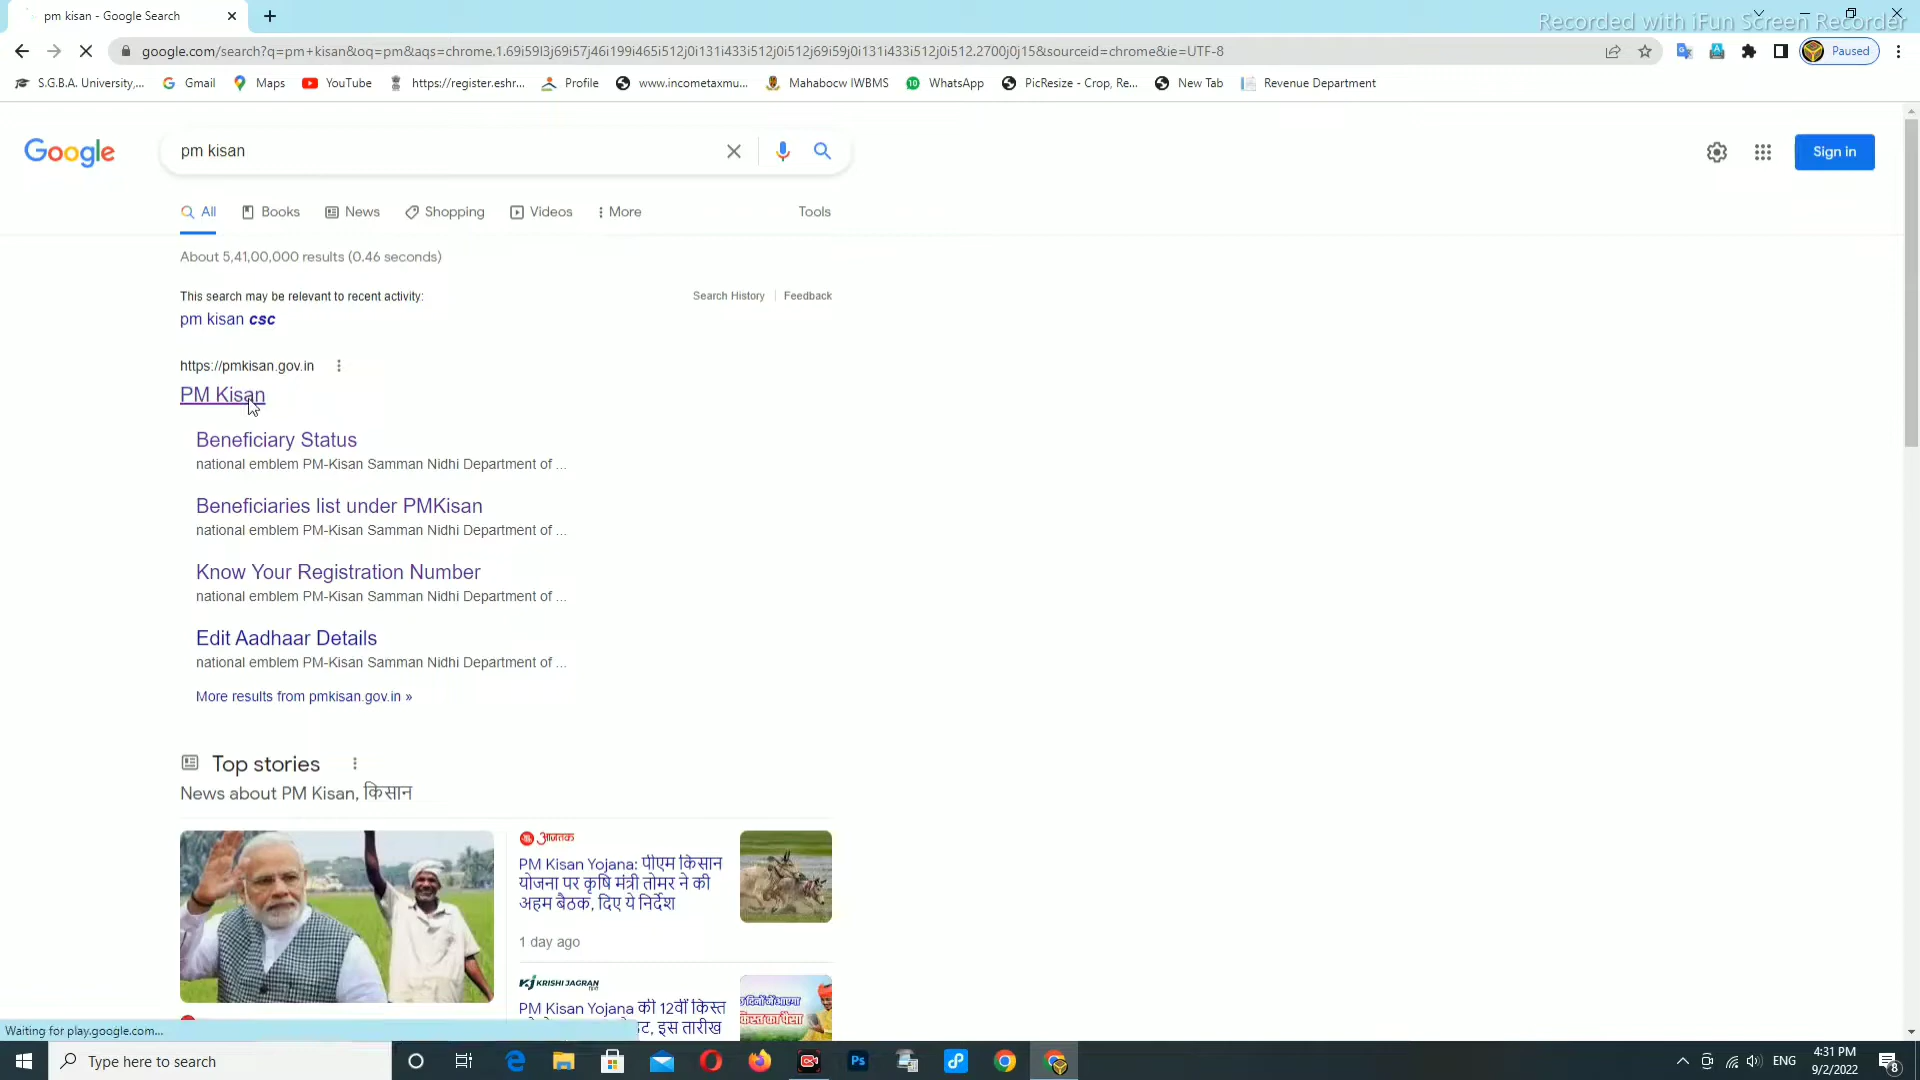 pm kisan - Google Search
Recorded with iFun Screen Recorder
google.com/search?q=pm+kisan&oq=pm&aqs=chrome.1.69i59l3j69i57j46i199i465i512j0i131i433i512j0i512j69i59j0i131i433i512j0i512.2700j0j15&sourceid=chrome&ie=UTF-8
Paused
S.G.B.A. University,...
Gmail
Maps
YouTube
https://register.eshr...
Profile
www.incometaxmu...
Mahabocw IWBMS
WhatsApp
PicResize - Crop, Re...
New Tab
Revenue Department
Google
pm kisan
Sign in
All
Books
News
Shopping
Videos
More
Tools
About 5,41,00,000 results (0.46 seconds)
This search may be relevant to recent activity:
Search History
Feedback
pm kisan csc
https://pmkisan.gov.in
PM Kisan
Beneficiary Status
national emblem PM-Kisan Samman Nidhi Department of ...
Beneficiaries list under PMKisan
national emblem PM-Kisan Samman Nidhi Department of ...
Know Your Registration Number
national emblem PM-Kisan Samman Nidhi Department of ...
Edit Aadhaar Details
national emblem PM-Kisan Samman Nidhi Department of ...
More results from pmkisan.gov.in »
Top stories
News about PM Kisan, किसान
आजतक
PM Kisan Yojana: पीएम किसान
योजना पर कृषि मंत्री तोमर ने की
अहम बैठक, दिए ये निर्देश
1 day ago
KJ KRISHI JAGRAN
PM Kisan Yojana की 12वीं किस्त
इस तारीख
Waiting for play.google.com...
Type here to search
Ps
ENG
4:31 PM
9/2/2022
8